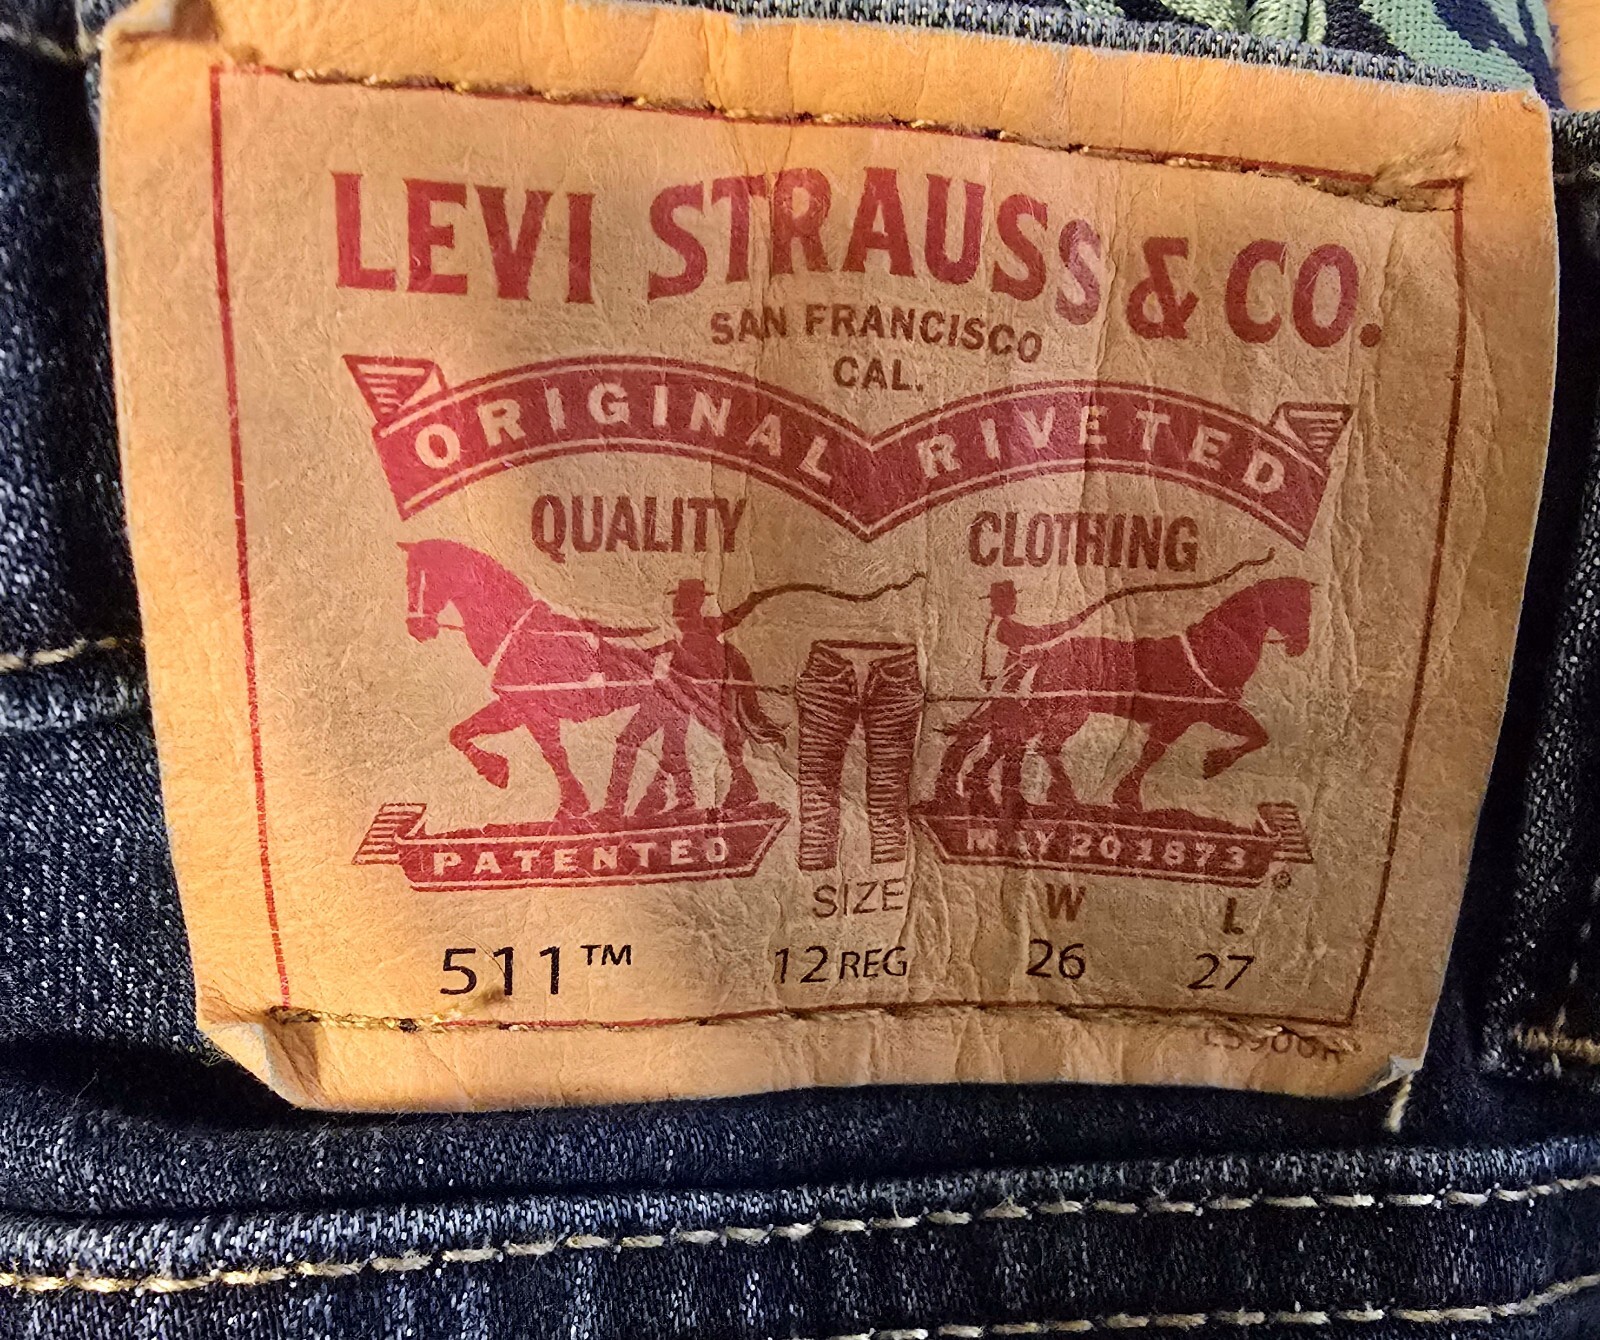 LEVI STRAUSS & CO.
SAN FRANCISCO
CAL.
ORIGINAL RIVETED
QUALITY CLOTHING
PATENTED MAY 20 1873 ®
SIZE W L
511™ 12 REG 26 27